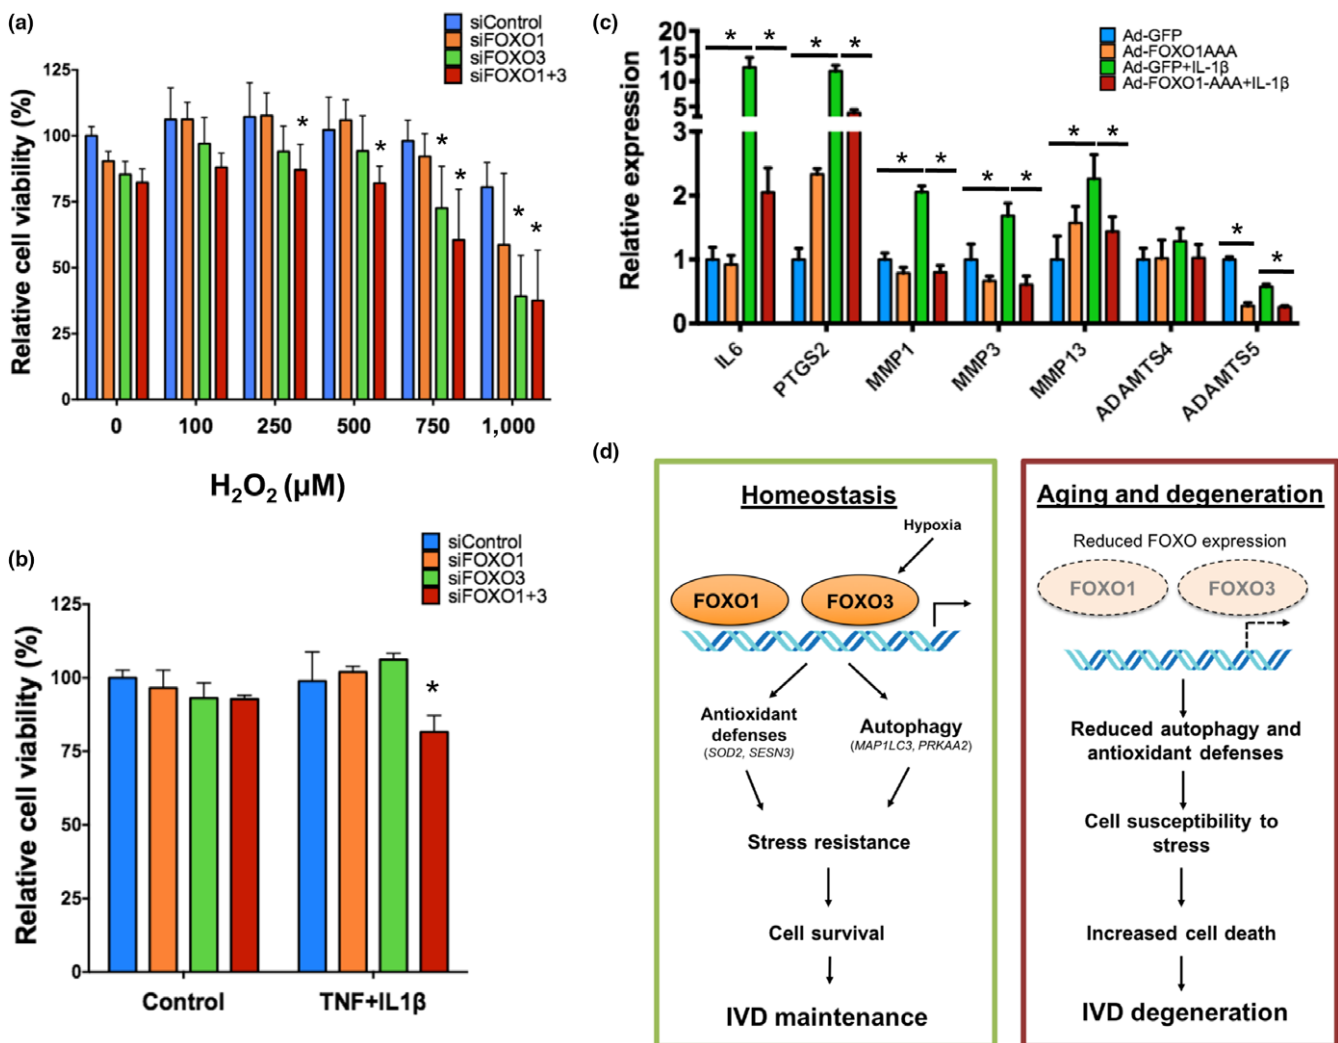 (a)
siControl
siFOXO1
siFOXO3
siFOXO1+3
Relative cell viability (%)
125
100
75
50
25
0
* * * * * *
0 100 250 500 750 1,000
H₂O₂ (µM)
(b)
siControl
siFOXO1
siFOXO3
siFOXO1+3
Relative cell viability (%)
125
100
75
50
25
0
*
Control TNF+IL1β
(c)
Ad-GFP
Ad-FOXO1AAA
Ad-GFP+IL-1β
Ad-FOXO1-AAA+IL-1β
Relative expression
20
15
10
5
3
2
1
0
* * * * * * * * * * * *
IL6 PTGS2 MMP1 MMP3 MMP13 ADAMTS4 ADAMTS5
(d)
Homeostasis
Hypoxia
FOXO1 FOXO3
Antioxidant
defenses
(SOD2, SESN3)
Autophagy
(MAP1LC3, PRKAA2)
Stress resistance
Cell survival
IVD maintenance
Aging and degeneration
Reduced FOXO expression
FOXO1 FOXO3
Reduced autophagy and
antioxidant defenses
Cell susceptibility to
stress
Increased cell death
IVD degeneration